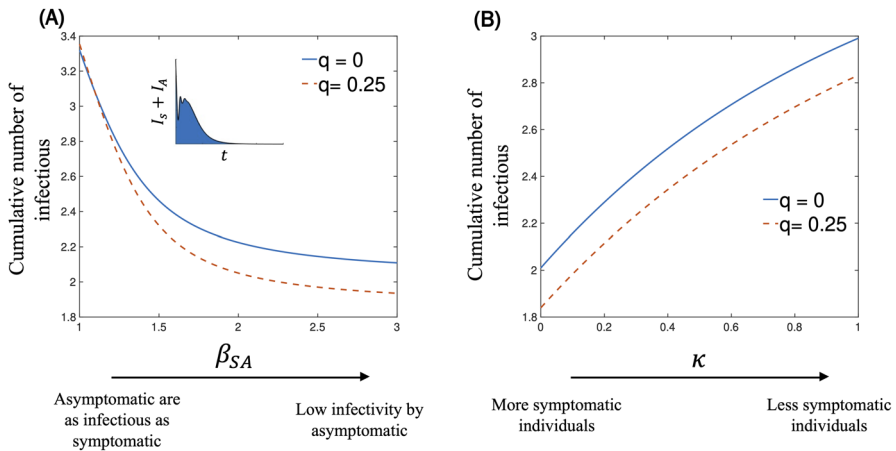 (A)
Cumulative number of
infectious
3.4
3.2
3
2.8
2.6
2.4
2.2
2
1.8
1
1.5
2
2.5
3
q = 0
q= 0.25
I_S + I_A
t
β_SA
Asymptomatic are
as infectious as
symptomatic
Low infectivity by
asymptomatic
(B)
Cumulative number of
infectious
3
2.8
2.6
2.4
2.2
2
1.8
0
0.2
0.4
0.6
0.8
1
q = 0
q= 0.25
κ
More symptomatic
individuals
Less symptomatic
individuals